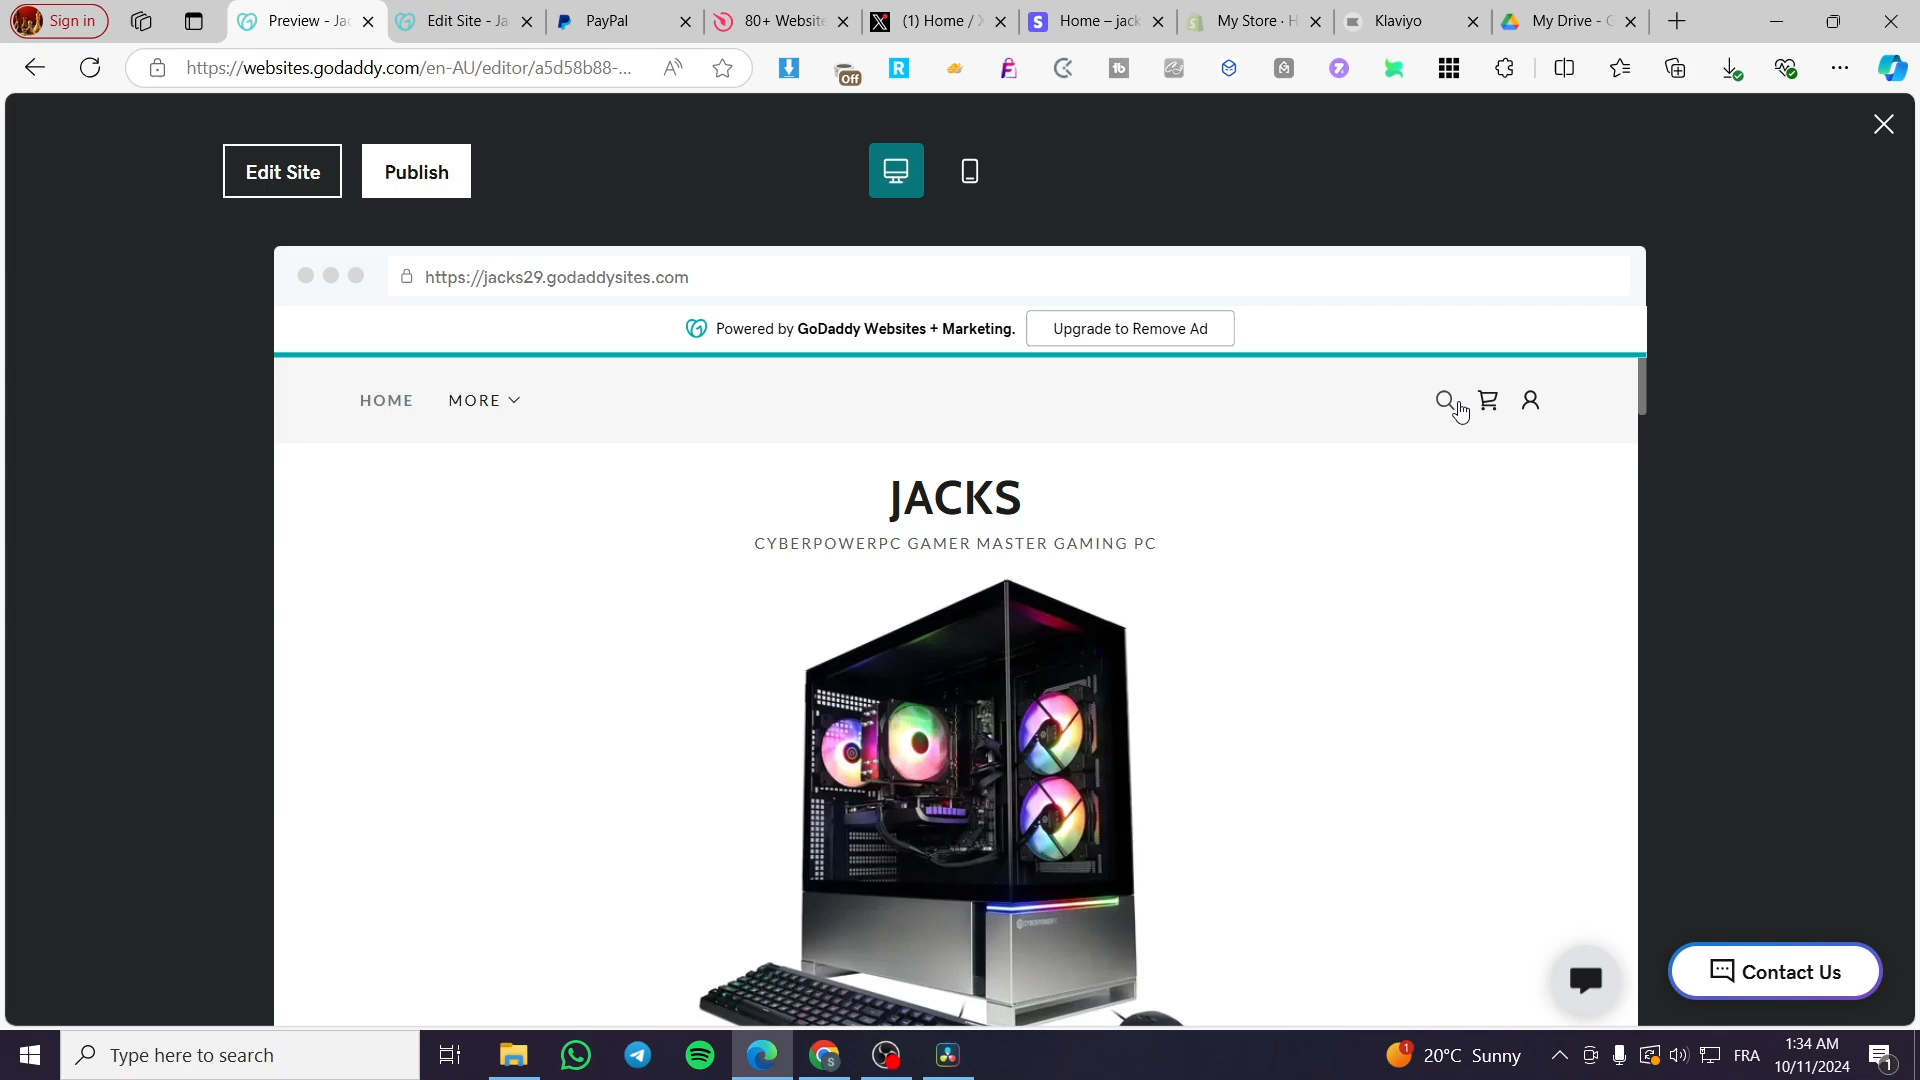 Sign in
Preview - Jac
Edit Site - Ja
PayPal
80+ Website
(1) Home / X
Home – jack
My Store · H
Klaviyo
My Drive - G
https://websites.godaddy.com/en-AU/editor/a5d58b88-...
Off
Edit Site
Publish
https://jacks29.godaddysites.com
Powered by GoDaddy Websites + Marketing.
Upgrade to Remove Ad
HOME
MORE
JACKS
CYBERPOWERPC GAMER MASTER GAMING PC
Contact Us
Type here to search
20°C Sunny
FRA
1:34 AM
10/11/2024